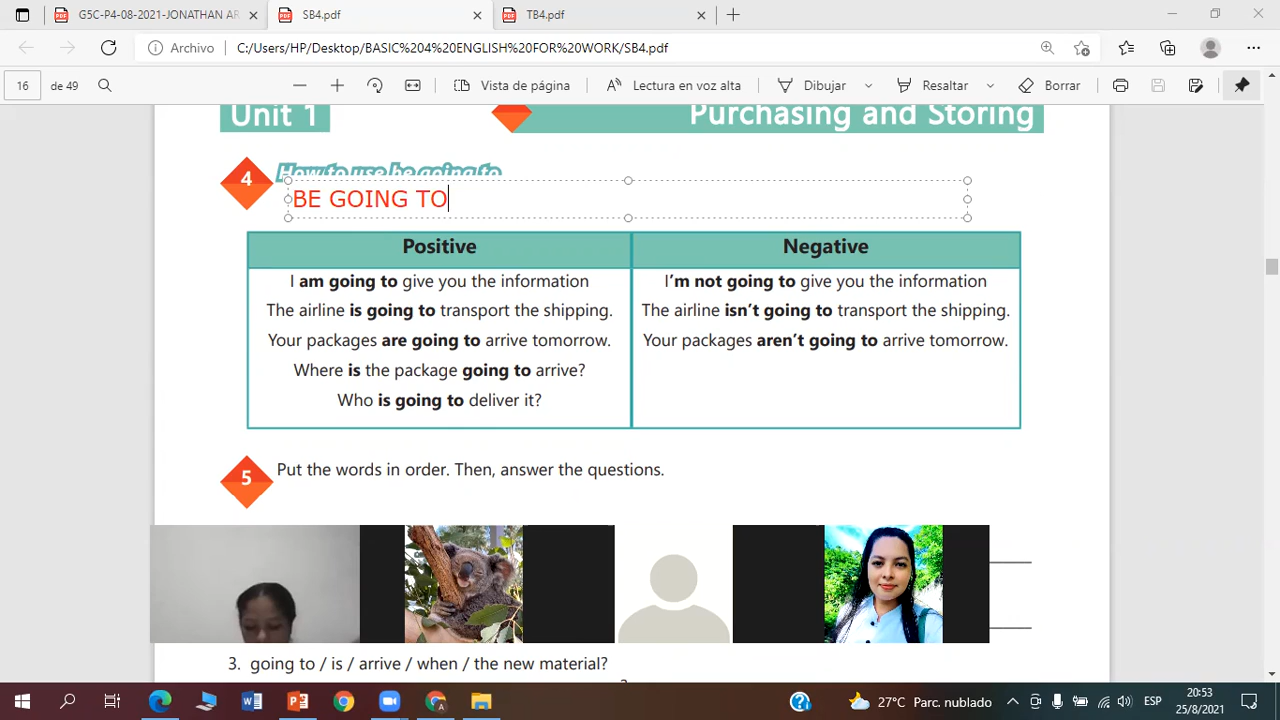 G5C-P4-08-2021-JONATHAN AR
SB4.pdf
TB4.pdf
Archivo
C:/Users/HP/Desktop/BASIC%204%20ENGLISH%20FOR%20WORK/SB4.pdf
16
de 49
Vista de página
Lectura en voz alta
Dibujar
Resaltar
Borrar
Unit 1
Purchasing and Storing
4
How to use be going to
BE GOING TO
Positive
Negative
I am going to give you the information
I'm not going to give you the information
The airline is going to transport the shipping.
The airline isn't going to transport the shipping.
Your packages are going to arrive tomorrow.
Your packages aren't going to arrive tomorrow.
Where is the package going to arrive?
Who is going to deliver it?
5
Put the words in order. Then, answer the questions.
3. going to / is / arrive / when / the new material?
27°C Parc. nublado
ESP
20:53
25/8/2021